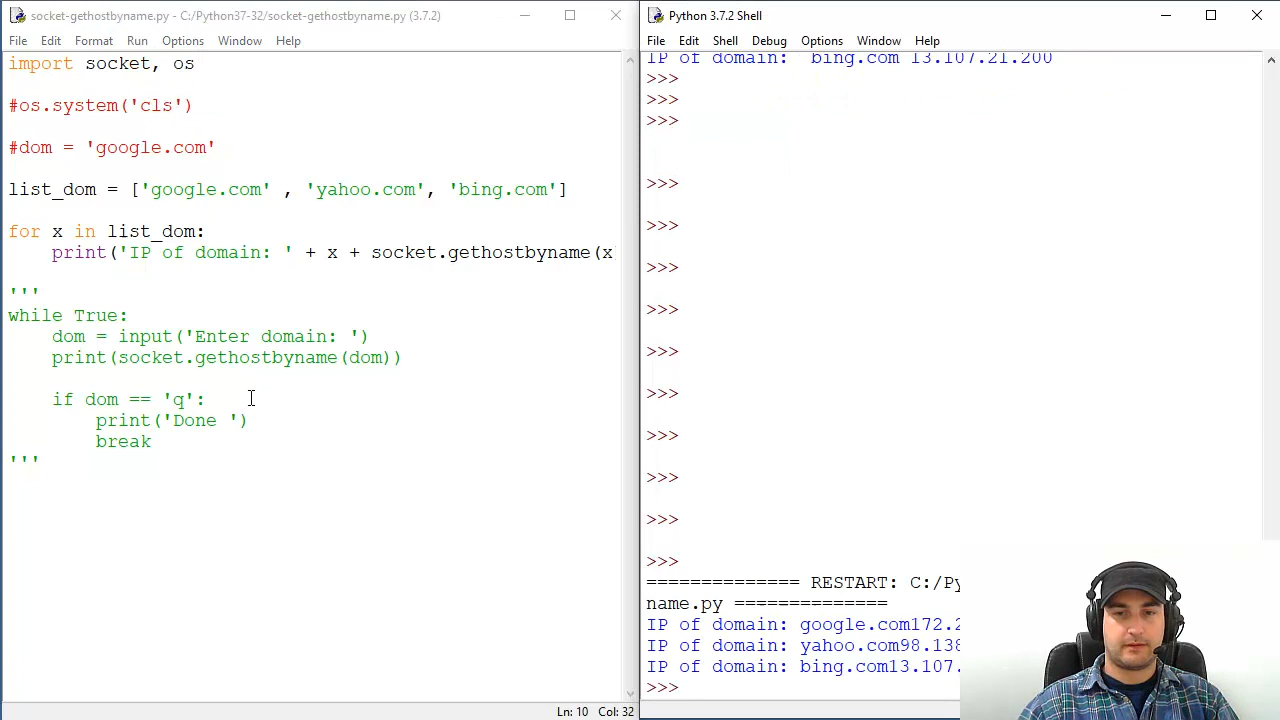 socket-gethostbyname.py - C:/Python37-32/socket-gethostbyname.py (3.7.2)
File Edit Format Run Options Window Help
import socket, os
#os.system('cls')
#dom = 'google.com'
list_dom = ['google.com' , 'yahoo.com', 'bing.com']
for x in list_dom:
    print('IP of domain: ' + x + socket.gethostbyname(x
'''
while True:
    dom = input('Enter domain: ')
    print(socket.gethostbyname(dom))
    if dom == 'q':
        print('Done ')
        break
'''
Ln: 10 Col: 32
Python 3.7.2 Shell
File Edit Shell Debug Options Window Help
IP of domain:  bing.com 13.107.21.200
>>>
>>>
>>>
>>>
>>>
>>>
>>>
>>>
>>>
>>>
>>>
>>>
>>>
============== RESTART: C:/Py
name.py ==============
IP of domain: google.com172.2
IP of domain: yahoo.com98.138
IP of domain: bing.com13.107.
>>>